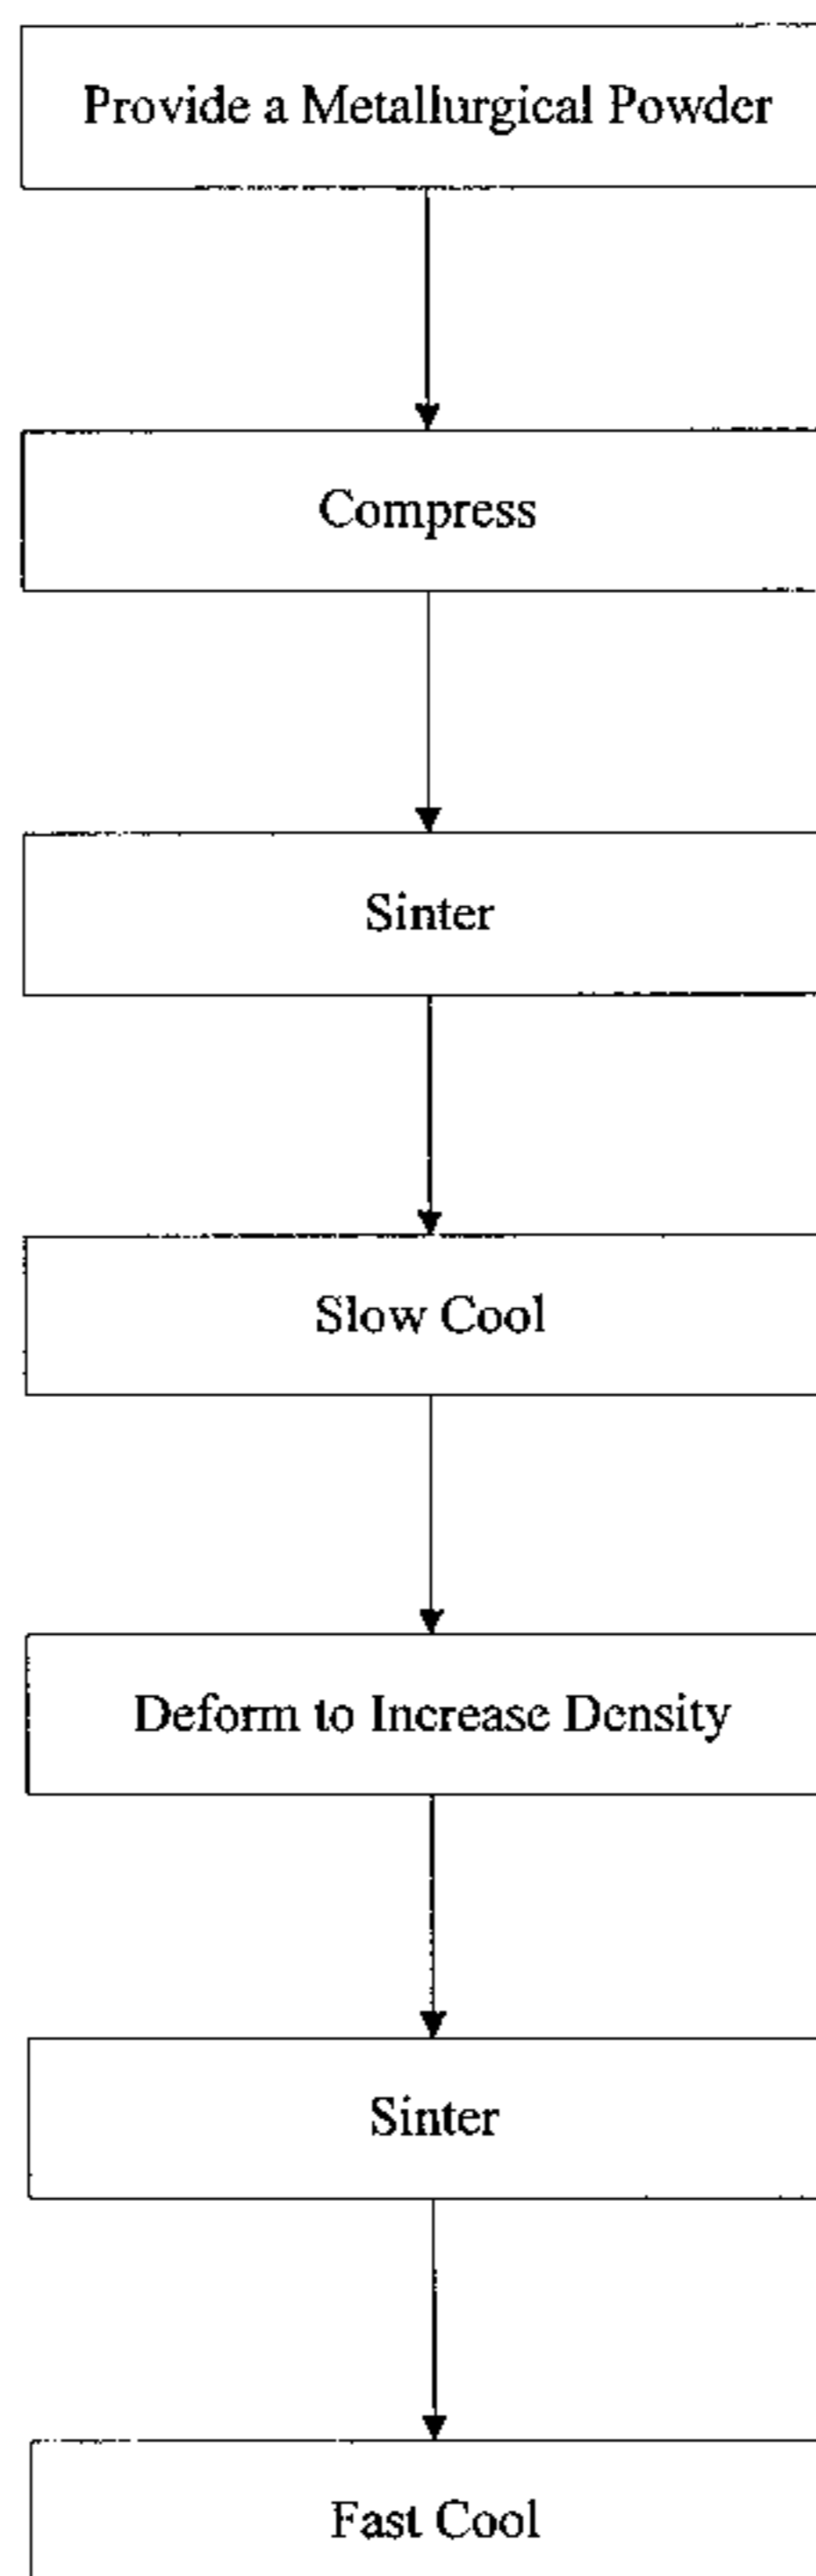 Provide a Metallurgical Powder
Compress
Sinter
Slow Cool
Deform to Increase Density
Sinter
Fast Cool